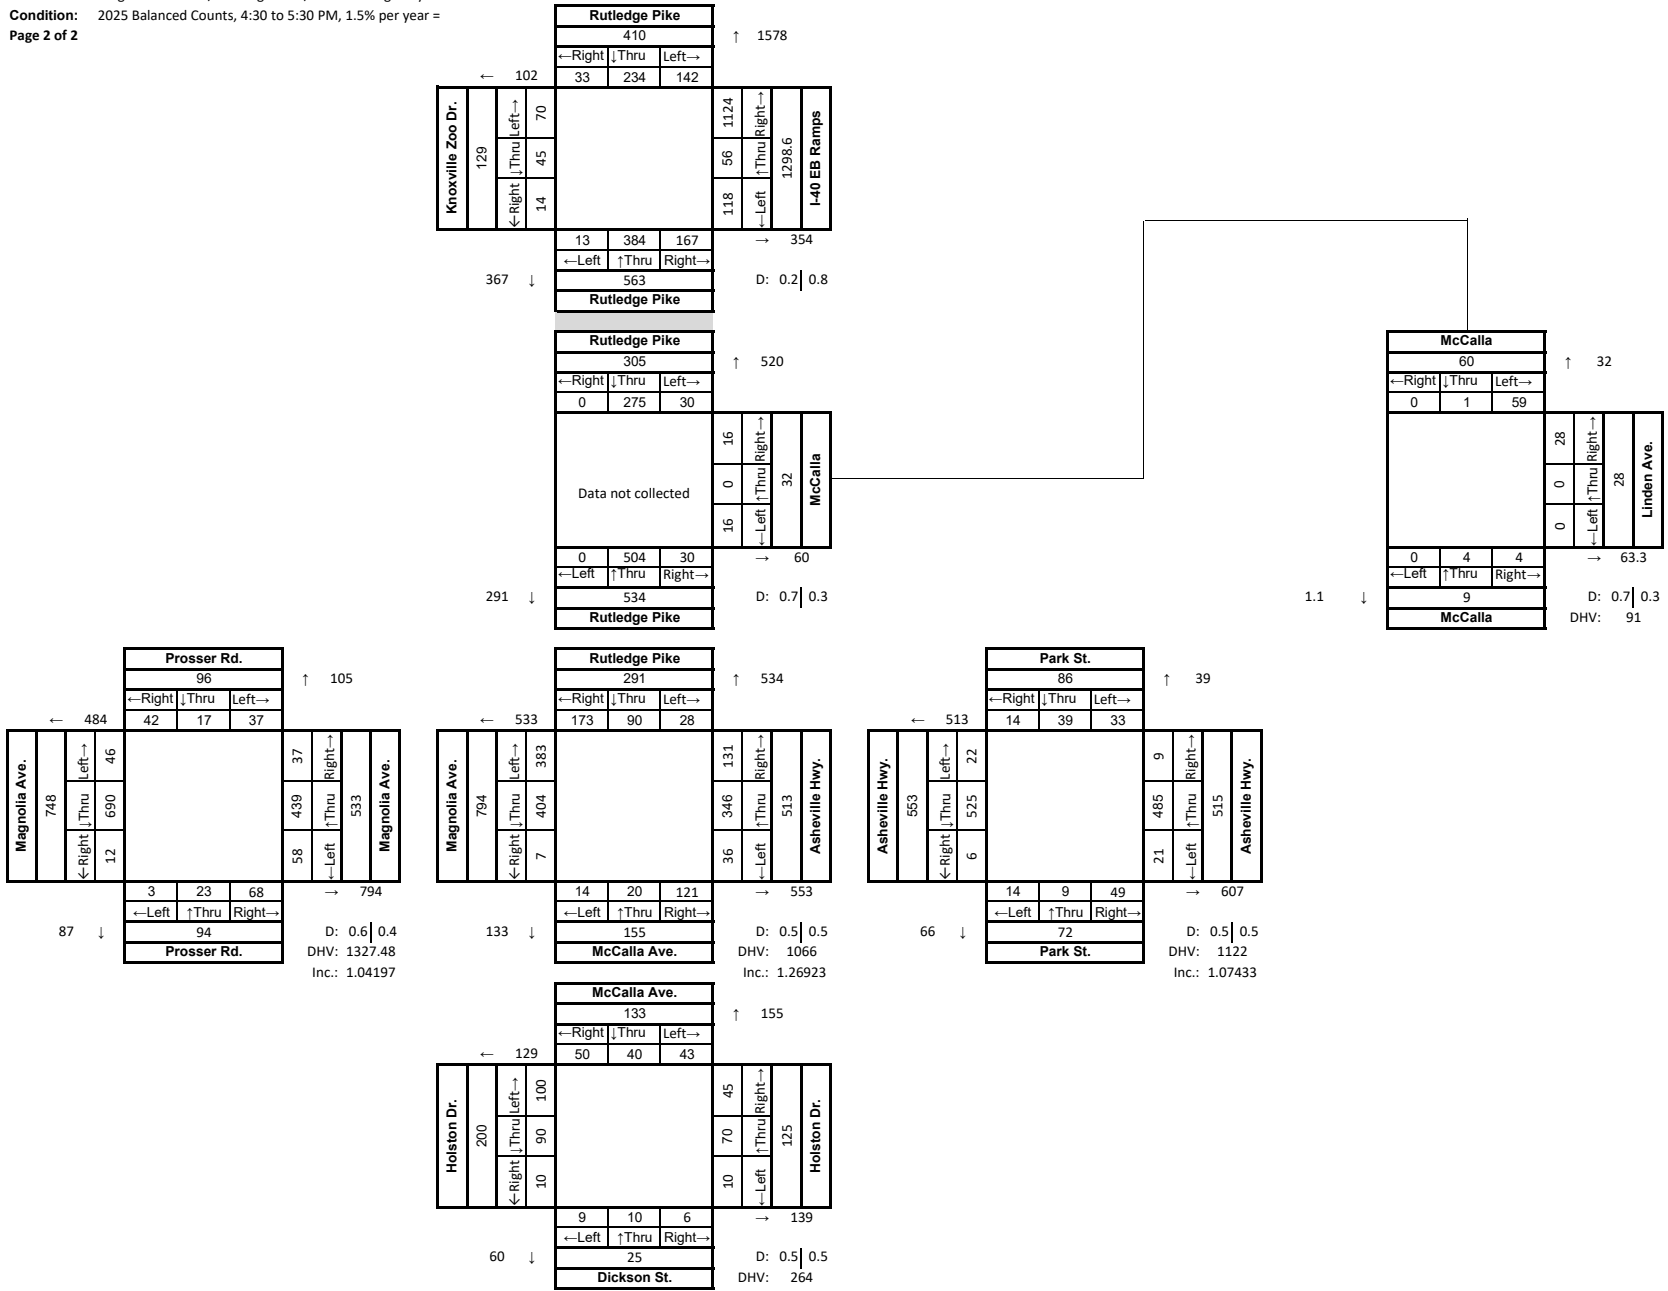 Condition: 2025 Balanced Counts, 4:30 to 5:30 PM, 1.5% per year =
Page 2 of 2
Rutledge Pike
410 ↑ 1578
←Right ↓Thru Left→
← 102 33 234 142
Knoxville Zoo Dr.
129
←Right ↓Thru Left→
14 45 70
118 56 1124
←Left ↑Thru Right→
1298.6
I-40 EB Ramps
13 384 167 → 354
←Left ↑Thru Right→
367 ↓ 563 D: 0.2 0.8
Rutledge Pike
Rutledge Pike
305 ↑ 520
←Right ↓Thru Left→
0 275 30
Data not collected
16 0 16
←Left ↑Thru Right→
32
McCalla
0 504 30 → 60
←Left ↑Thru Right→
291 ↓ 534 D: 0.7 0.3
Rutledge Pike
McCalla
60 ↑ 32
←Right ↓Thru Left→
0 1 59
0 0 28
←Left ↑Thru Right→
28
Linden Ave.
0 4 4 → 63.3
←Left ↑Thru Right→
1.1 ↓ 9 D: 0.7 0.3
McCalla DHV: 91
Prosser Rd.
96 ↑ 105
←Right ↓Thru Left→
← 484 42 17 37
Magnolia Ave.
748
←Right ↓Thru Left→
12 690 46
58 439 37
←Left ↑Thru Right→
533
Magnolia Ave.
3 23 68 → 794
←Left ↑Thru Right→
87 ↓ 94 D: 0.6 0.4
Prosser Rd. DHV: 1327.48
Inc.: 1.04197
Rutledge Pike
291 ↑ 534
←Right ↓Thru Left→
← 533 173 90 28
Magnolia Ave.
794
←Right ↓Thru Left→
7 404 383
36 346 131
←Left ↑Thru Right→
513
Asheville Hwy.
14 20 121 → 553
←Left ↑Thru Right→
133 ↓ 155 D: 0.5 0.5
McCalla Ave. DHV: 1066
Inc.: 1.26923
Park St.
86 ↑ 39
←Right ↓Thru Left→
← 513 14 39 33
Asheville Hwy.
553
←Right ↓Thru Left→
6 525 22
21 485 9
←Left ↑Thru Right→
515
Asheville Hwy.
14 9 49 → 607
←Left ↑Thru Right→
66 ↓ 72 D: 0.5 0.5
Park St. DHV: 1122
Inc.: 1.07433
McCalla Ave.
133 ↑ 155
←Right ↓Thru Left→
← 129 50 40 43
Holston Dr.
200
←Right ↓Thru Left→
10 90 100
10 70 45
←Left ↑Thru Right→
125
Holston Dr.
9 10 6 → 139
←Left ↑Thru Right→
60 ↓ 25 D: 0.5 0.5
Dickson St. DHV: 264